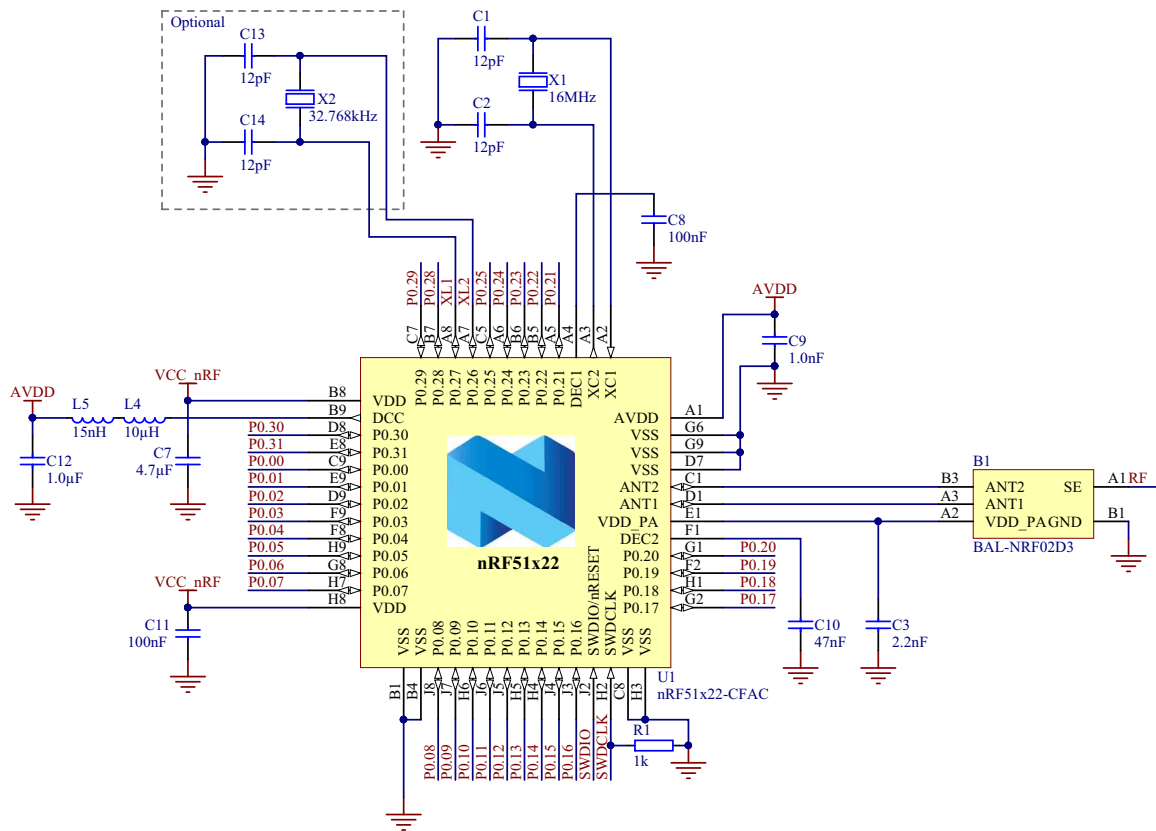 Optional
C13
12pF
X2
32.768kHz
C14
12pF
C1
12pF
X1
16MHz
C2
12pF
C8
100nF
P0.29
P0.28
XL1
XL2
P0.25
P0.24
P0.23
P0.22
P0.21
C7
B7
A8
A7
C5
A6
B6
B5
A5
A4
A3
A2
P0.29
P0.28
P0.27
P0.26
P0.25
P0.24
P0.23
P0.22
P0.21
DEC1
XC2
XC1
AVDD
C9
1.0nF
VCC_nRF
AVDD
L5
15nH
L4
10µH
C12
1.0µF
C7
4.7µF
B8
VDD
B9
DCC
P0.30
D8
P0.30
P0.31
E8
P0.31
P0.00
C9
P0.00
P0.01
E9
P0.01
P0.02
D9
P0.02
P0.03
F9
P0.03
P0.04
F8
P0.04
P0.05
H9
P0.05
P0.06
G8
P0.06
P0.07
H7
P0.07
H8
VDD
VCC_nRF
C11
100nF
nRF51x22
AVDD
A1
VSS
G6
VSS
G9
VSS
D7
ANT2
C1
ANT1
D1
VDD_PA
E1
DEC2
F1
P0.20
G1
P0.20
P0.19
F2
P0.19
P0.18
H1
P0.18
P0.17
G2
P0.17
B1
B3
ANT2
SE
A1
RF
A3
ANT1
A2
VDD_PA
GND
B1
BAL-NRF02D3
C10
47nF
C3
2.2nF
VSS
VSS
P0.08
P0.09
P0.10
P0.11
P0.12
P0.13
P0.14
P0.15
P0.16
SWDIO/nRESET
SWDCLK
VSS
VSS
B1
B4
J8
J7
H6
J6
J5
H5
H4
J4
J3
J2
H2
C8
H3
U1
nRF51x22-CFAC
P0.08
P0.09
P0.10
P0.11
P0.12
P0.13
P0.14
P0.15
P0.16
SWDIO
SWDCLK
R1
1k